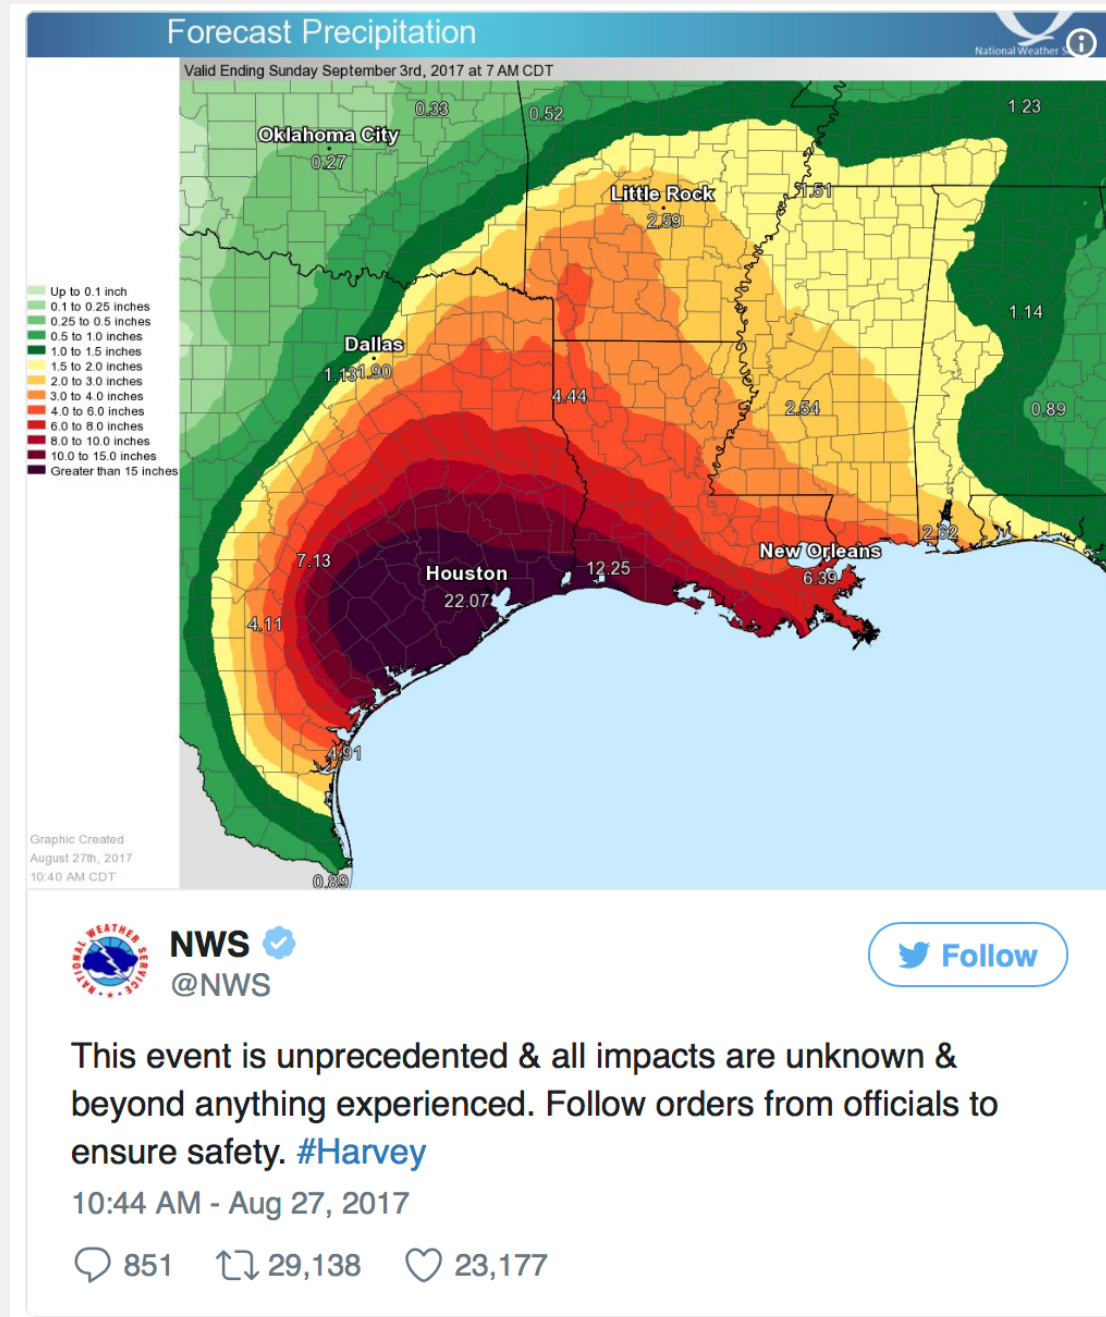 Forecast Precipitation
National Weather S
Valid Ending Sunday September 3rd, 2017 at 7 AM CDT
0.33
0.52
1.23
Oklahoma City
0.27
Little Rock
2.59
1.51
Up to 0.1 inch
0.1 to 0.25 inches
0.25 to 0.5 inches
0.5 to 1.0 inches
1.0 to 1.5 inches
1.5 to 2.0 inches
2.0 to 3.0 inches
3.0 to 4.0 inches
4.0 to 6.0 inches
6.0 to 8.0 inches
8.0 to 10.0 inches
10.0 to 15.0 inches
Greater than 15 inches
1.14
Dallas
1.131.90
4.44
2.54
0.89
7.13
Houston
22.07
12.25
New Orleans
6.39
2.62
4.11
4.91
0.89
Graphic Created
August 27th, 2017
10:40 AM CDT
NATIONAL WEATHER SERVICE
NWS
@NWS
Follow
This event is unprecedented & all impacts are unknown &
beyond anything experienced. Follow orders from officials to
ensure safety. #Harvey
10:44 AM - Aug 27, 2017
851 29,138 23,177